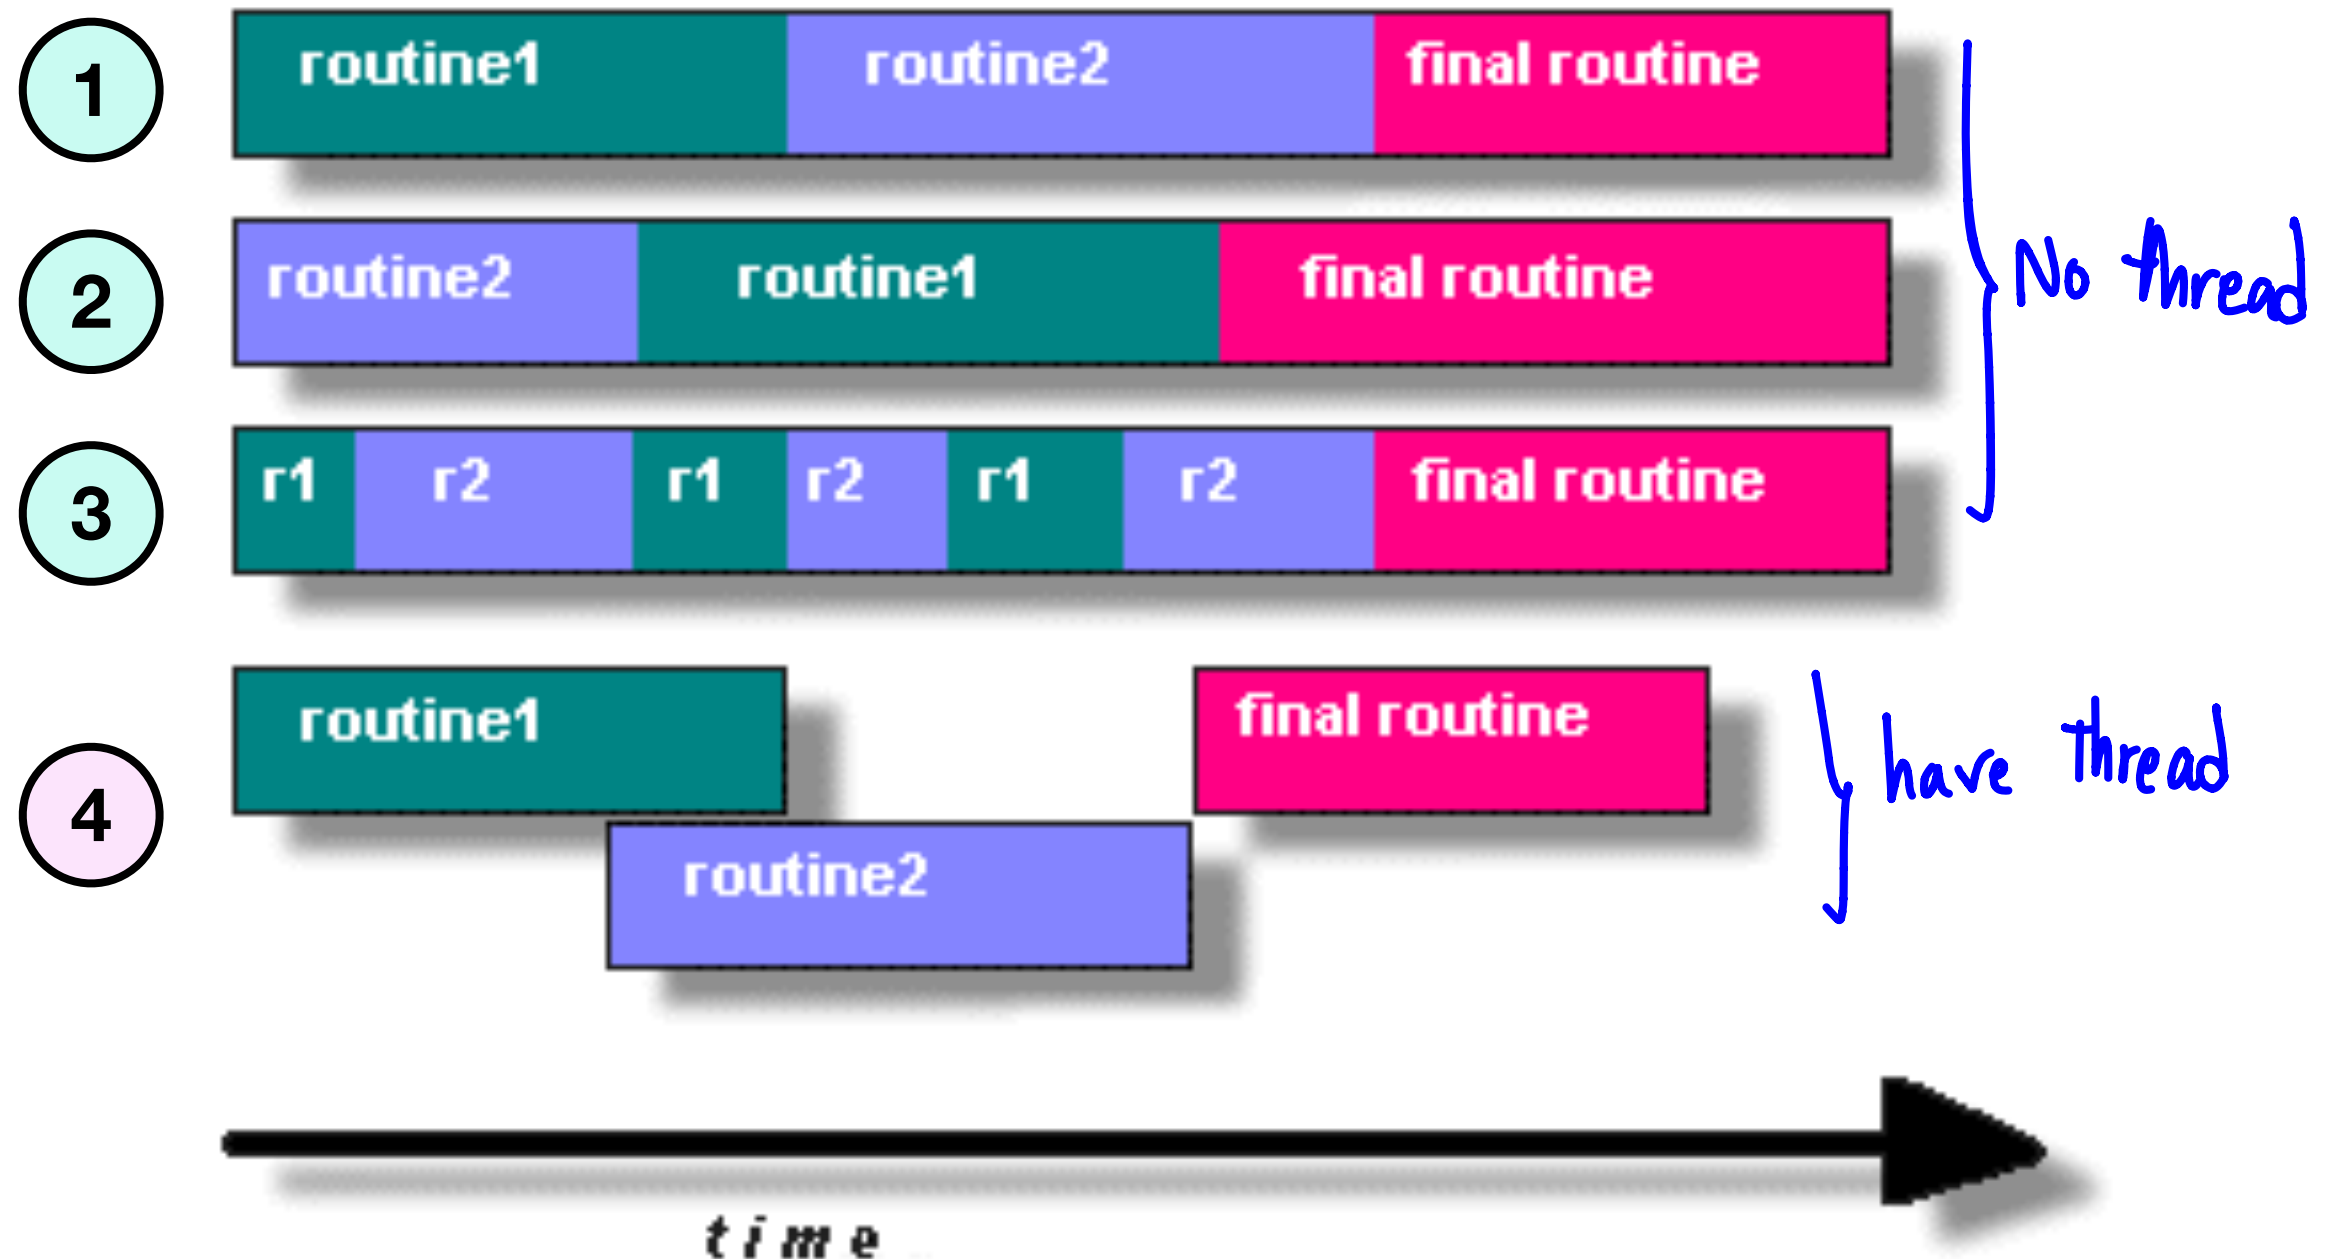 1
routine1 routine2 final routine
2
routine2 routine1 final routine
No thread
3
r1 r2 r1 r2 r1 r2 final routine
4
routine1 final routine
have thread
routine2
time